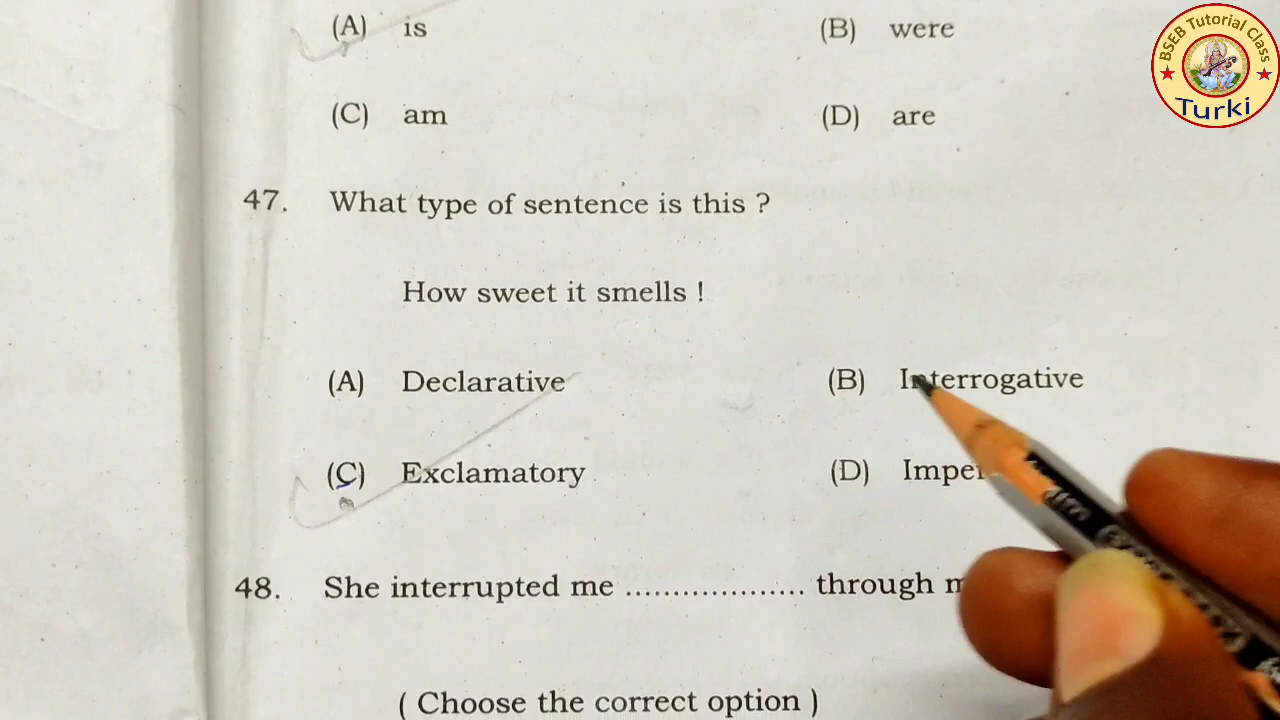 (A) is (B) were
(C) am (D) are
47. What type of sentence is this ?
How sweet it smells !
(A) Declarative (B) Interrogative
(C) Exclamatory (D) Imper
48. She interrupted me ................... through m
( Choose the correct option )
BSEB Tutorial Class
Turki